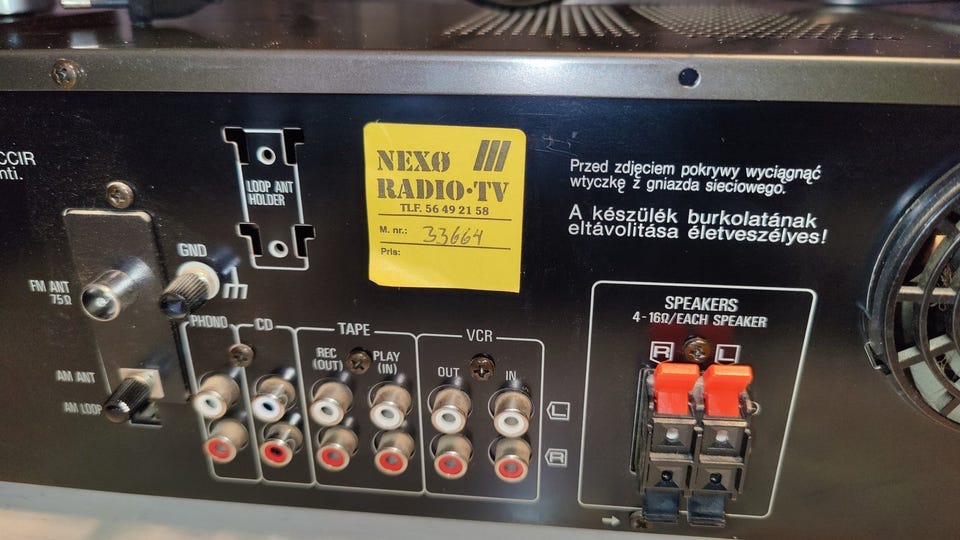 CCIR
nti.
LOOP ANT
HOLDER
NEXØ
RADIO•TV
TLF. 56 49 21 58
M. nr.: 33664
Pris:
Przed zdjęciem pokrywy wyciągnąć
wtyczkę z gniazda sieciowego.
A készülék burkolatának
eltávolitása életveszélyes!
GND
FM ANT
75Ω
AM ANT
AM LOOP
PHONO
CD
TAPE
REC
(OUT)
PLAY
(IN)
VCR
OUT
IN
L
R
SPEAKERS
4-16Ω/EACH SPEAKER
R
L